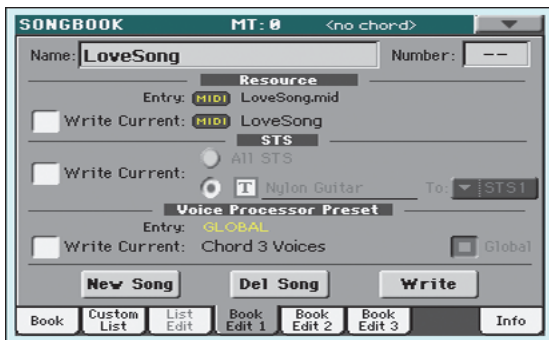 SONGBOOK MT: 0 <no chord>
Name: LoveSong Number: --
Resource
Entry: MIDI LoveSong.mid
Write Current: MIDI LoveSong
STS
All STS
Write Current:
T Nylon Guitar To: STS1
Voice Processor Preset
Entry: GLOBAL
Write Current: Chord 3 Voices Global
New Song Del Song Write
Book Custom List List Edit Book Edit 1 Book Edit 2 Book Edit 3 Info